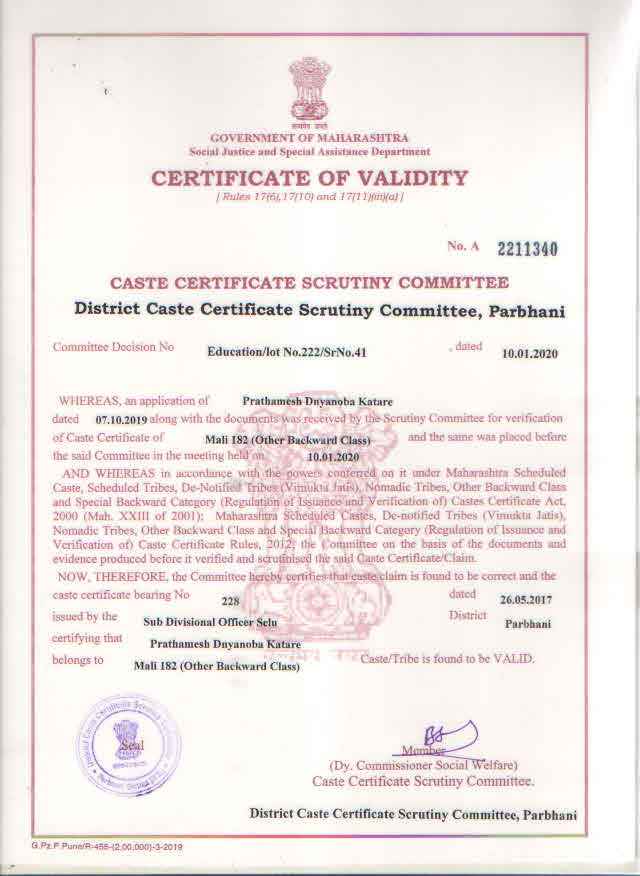 सत्यमेव जयते
GOVERNMENT OF MAHARASHTRA
Social Justice and Special Assistance Department
CERTIFICATE OF VALIDITY
[ Rules 17(6),17(10) and 17(11)(iii)(a) ]
No. A 2211340
CASTE CERTIFICATE SCRUTINY COMMITTEE
District Caste Certificate Scrutiny Committee, Parbhani
Committee Decision No Education/lot No.222/SrNo.41 , dated 10.01.2020
WHEREAS, an application of Prathamesh Dnyanoba Katare
dated 07.10.2019 along with the documents was received by the Scrutiny Committee for verification
of Caste Certificate of Mali 182 (Other Backward Class) and the same was placed before
the said Committee in the meeting held on 10.01.2020
AND WHEREAS in accordance with the powers conferred on it under Maharashtra Scheduled
Caste, Scheduled Tribes, De-Notified Tribes (Vimukta Jatis), Nomadic Tribes, Other Backward Class
and Special Backward Category (Regulation of Issuance and Verification of) Castes Certificate Act,
2000 (Mah. XXIII of 2001); Maharashtra Scheduled Castes, De-notified Tribes (Vimukta Jatis),
Nomadic Tribes, Other Backward Class and Special Backward Category (Regulation of Issuance and
Verification of) Caste Certificate Rules, 2012, the Committee on the basis of the documents and
evidence produced before it verified and scrutinised the said Caste Certificate/Claim.
NOW, THEREFORE, the Committee hereby certifies that caste claim is found to be correct and the
caste certificate bearing No 228 dated 26.05.2017
issued by the Sub Divisional Officer Selu District Parbhani
certifying that Prathamesh Dnyanoba Katare
belongs to Mali 182 (Other Backward Class) Caste/Tribe is found to be VALID.
Seal
Member
(Dy. Commissioner Social Welfare)
Caste Certificate Scrutiny Committee.
District Caste Certificate Scrutiny Committee, Parbhani
G.Pz.P.Pune/R-455-(2,00,000)-3-2019